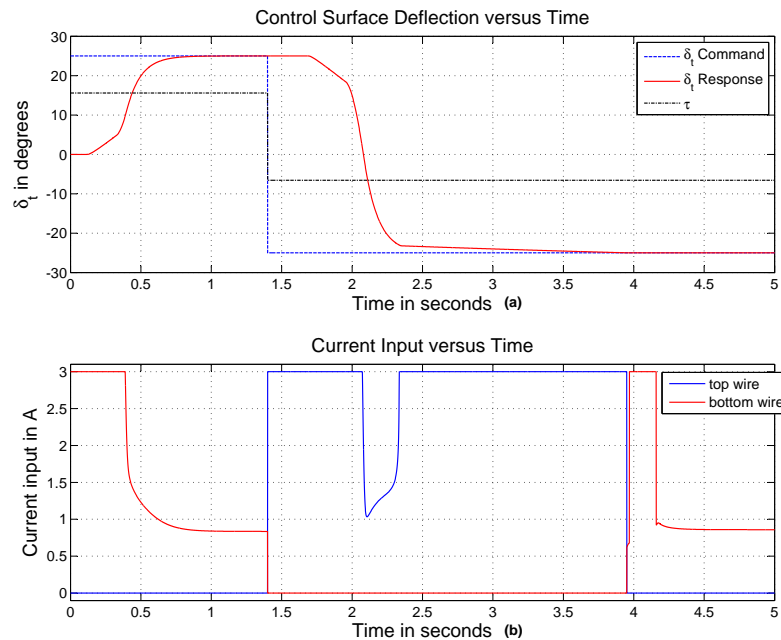 Control Surface Deflection versus Time
30
20
10
0
-10
-20
-30
δt in degrees
δt Command
δt Response
τ
0 0.5 1 1.5 2 2.5 3 3.5 4 4.5 5
Time in seconds (a)
Current Input versus Time
3
2.5
2
1.5
1
0.5
0
Current input in A
top wire
bottom wire
0 0.5 1 1.5 2 2.5 3 3.5 4 4.5 5
Time in seconds (b)